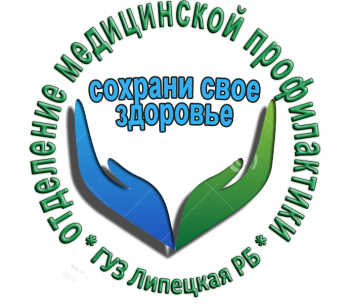 отделение медицинской профилактики
сохрани свое
здоровье
* ГУЗ Липецкая РБ *